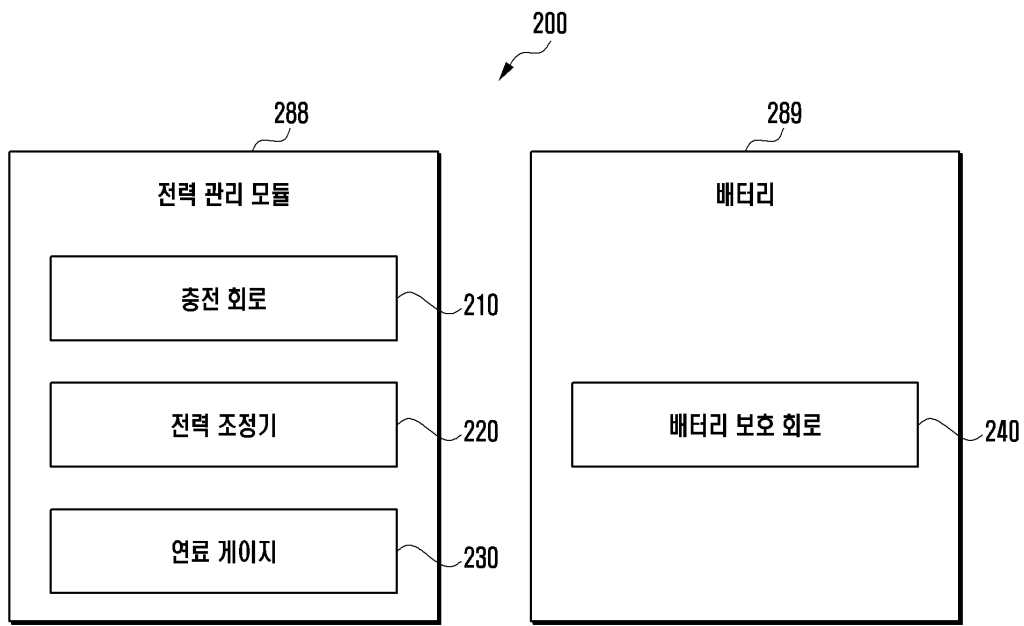 200
288
289
전력 관리 모듈
배터리
충전 회로
210
전력 조정기
220
배터리 보호 회로
240
연료 게이지
230